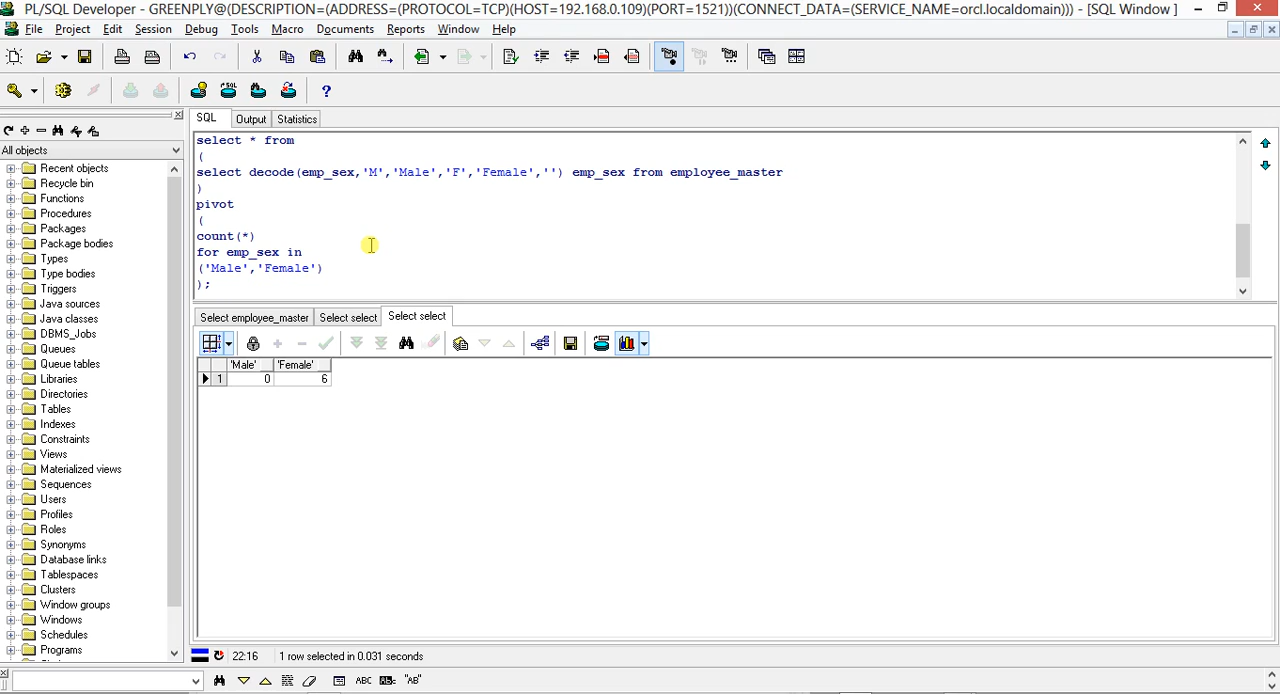 PL/SQL Developer - GREENPLY@(DESCRIPTION=(ADDRESS=(PROTOCOL=TCP)(HOST=192.168.0.109)(PORT=1521))(CONNECT_DATA=(SERVICE_NAME=orcl.localdomain))) - [SQL Window ]
File Project Edit Session Debug Tools Macro Documents Reports Window Help
SQL Output Statistics
All objects
Recent objects
Recycle bin
Functions
Procedures
Packages
Package bodies
Types
Type bodies
Triggers
Java sources
Java classes
DBMS_Jobs
Queues
Queue tables
Libraries
Directories
Tables
Indexes
Constraints
Views
Materialized views
Sequences
Users
Profiles
Roles
Synonyms
Database links
Tablespaces
Clusters
Window groups
Windows
Schedules
Programs
select * from
(
select decode(emp_sex,'M','Male','F','Female','') emp_sex from employee_master
)
pivot
(
count(*)
for emp_sex in
('Male','Female')
);
Select employee_master Select select Select select
'Male' 'Female'
1 0 6
22:16 1 row selected in 0.031 seconds
ABC "AB"